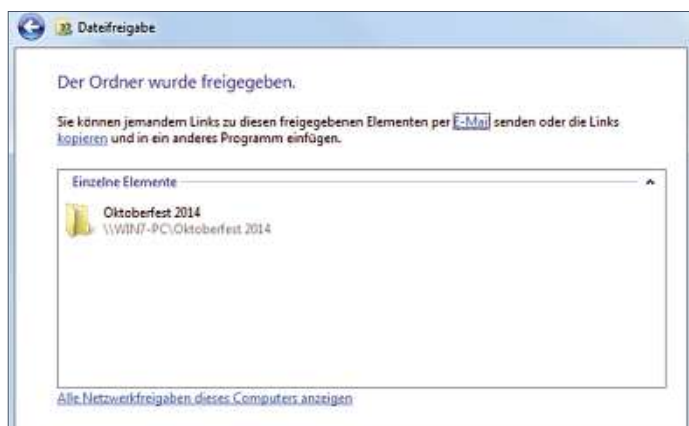 Dateifreigabe
Der Ordner wurde freigegeben.
Sie können jemandem Links zu diesen freigegebenen Elementen per E-Mail senden oder die Links
kopieren und in ein anderes Programm einfügen.
Einzelne Elemente
Oktoberfest 2014
\\WIN7-PC\Oktoberfest 2014
Alle Netzwerkfreigaben dieses Computers anzeigen